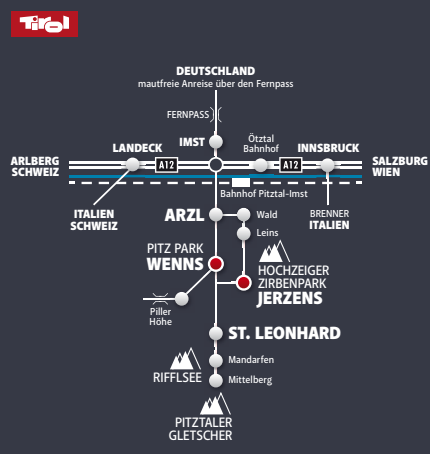 Tirol
DEUTSCHLAND
mautfreie Anreise über den Fernpass
FERNPASS
IMST
Ötztal
Bahnhof
LANDECK
A12
A12
INNSBRUCK
ARLBERG
SCHWEIZ
SALZBURG
WIEN
Bahnhof Pitztal-Imst
ITALIEN
SCHWEIZ
ARZL
Wald
BRENNER
ITALIEN
Leins
PITZ PARK
WENNS
HOCHZEIGER
ZIRBENPARK
JERZENS
Piller
Höhe
ST. LEONHARD
Mandarfen
RIFFLSEE
Mittelberg
PITZTALER
GLETSCHER